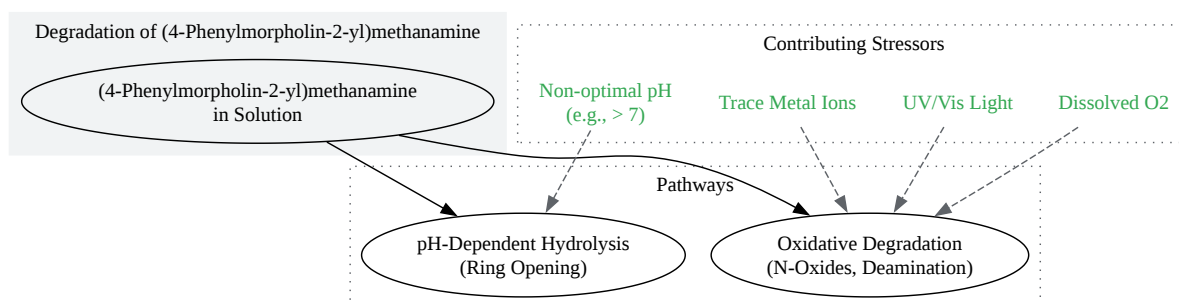 Degradation of (4-Phenylmorpholin-2-yl)methanamine
(4-Phenylmorpholin-2-yl)methanamine
in Solution
Contributing Stressors
Non-optimal pH
(e.g., > 7)
Trace Metal Ions
UV/Vis Light
Dissolved O2
Pathways
pH-Dependent Hydrolysis
(Ring Opening)
Oxidative Degradation
(N-Oxides, Deamination)